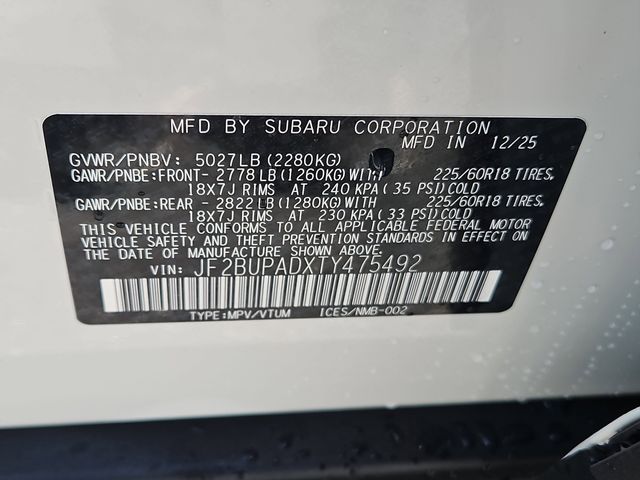 MFD BY SUBARU CORPORATION
MFD IN 12/25
GVWR/PNBV: 5027LB(2280KG)
GAWR/PNBE:FRONT- 2778LB(1260KG)WITH 225/60R18 TIRES,
18X7J RIMS AT 240 KPA(35 PSI)COLD
GAWR/PNBE:REAR - 2822LB(1280KG)WITH 225/60R18 TIRES,
18X7J RIMS AT 230 KPA(33 PSI)COLD
THIS VEHICLE CONFORMS TO ALL APPLICABLE FEDERAL MOTOR
VEHICLE SAFETY AND BUMPER STANDARDS IN EFFECT ON
THE DATE OF MANUFACTURE SHOWN ABOVE.
VIN: JF2BUPADXTY475492
TYPE:MPV/VTUM ICES/NMB-002